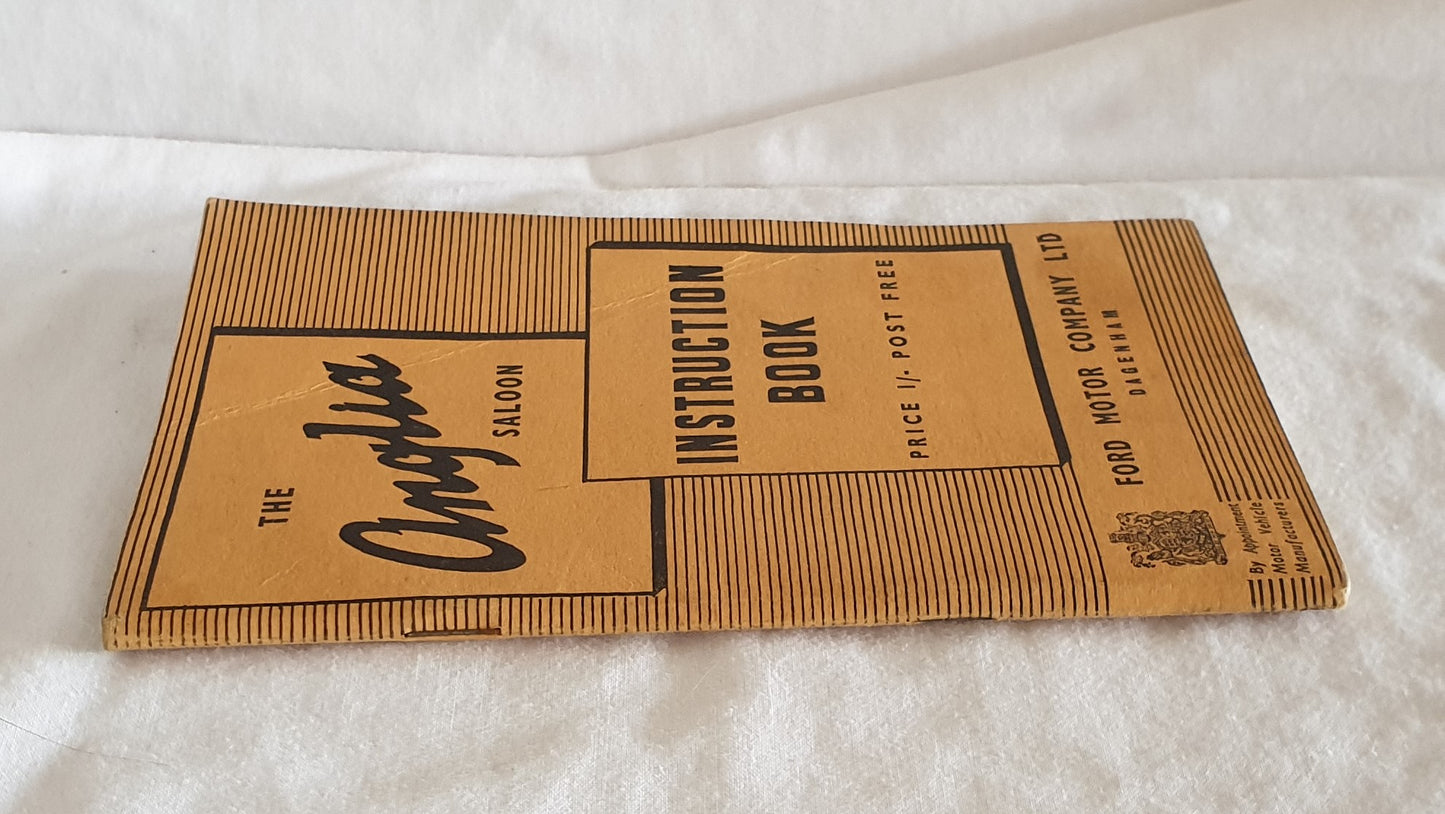 THE
Anglia
SALOON
INSTRUCTION
BOOK
PRICE 1/- POST FREE
FORD MOTOR COMPANY LTD
DAGENHAM
By Appointment
Motor Vehicle
Manufacturers